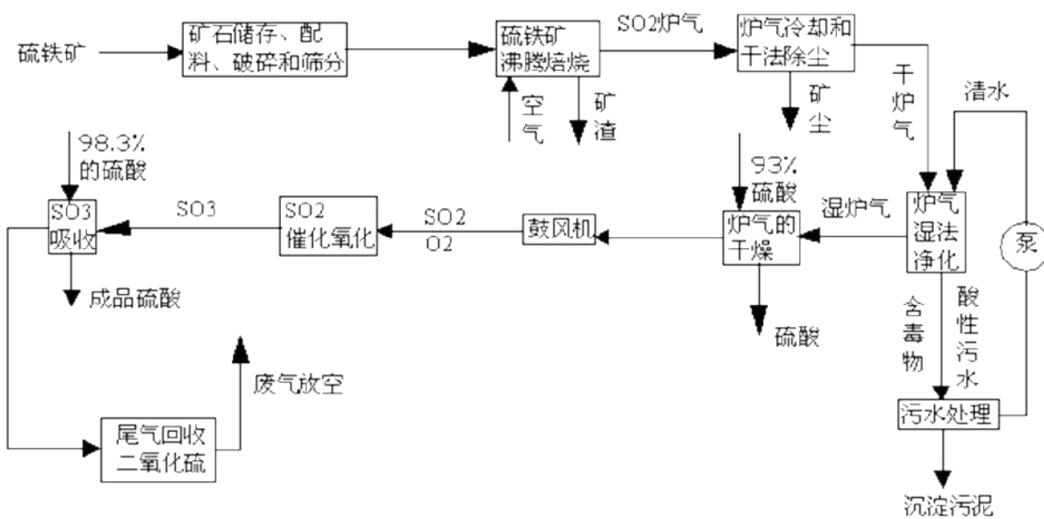 硫铁矿
矿石储存、配
料、破碎和筛分
硫铁矿
沸腾焙烧
空气
矿渣
SO2炉气
炉气冷却和
干法除尘
矿尘
干炉气
清水
泵
炉气
湿法
净化
湿炉气
93%
硫酸
炉气的
干燥
硫酸
鼓风机
SO2
O2
SO2
催化氧化
SO3
98.3%
的硫酸
SO3
吸收
成品硫酸
含毒物
酸性污水
污水处理
沉淀污泥
废气放空
尾气回收
二氧化硫